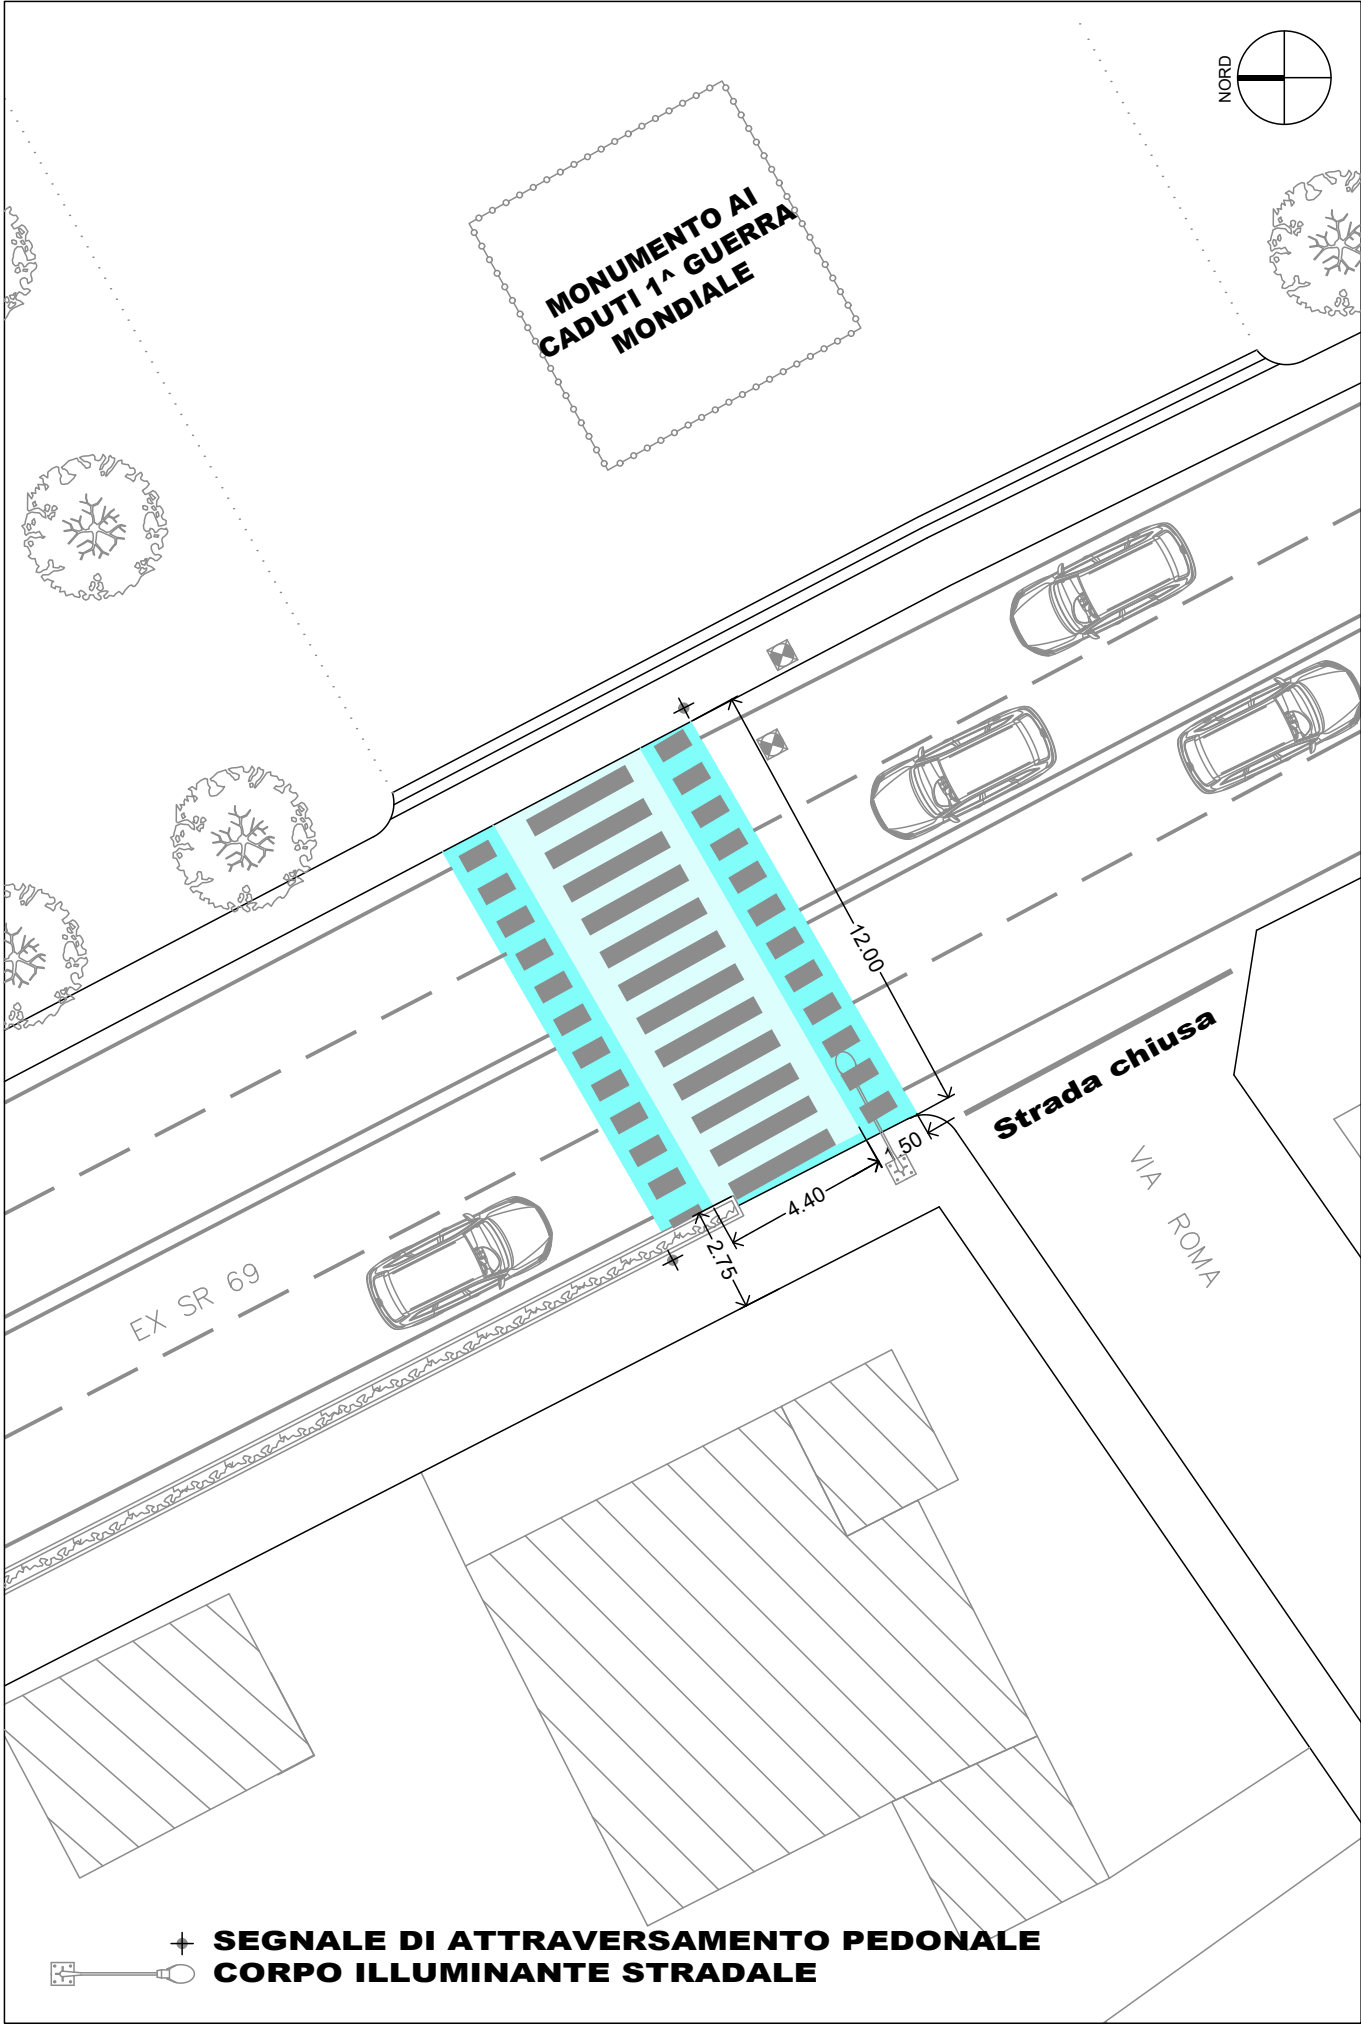 NORD
MONUMENTO AI
CADUTI 1^ GUERRA
MONDIALE
12.00
Strada chiusa
1.50
4.40
2.75
VIA ROMA
EX SR 69
SEGNALE DI ATTRAVERSAMENTO PEDONALE
CORPO ILLUMINANTE STRADALE